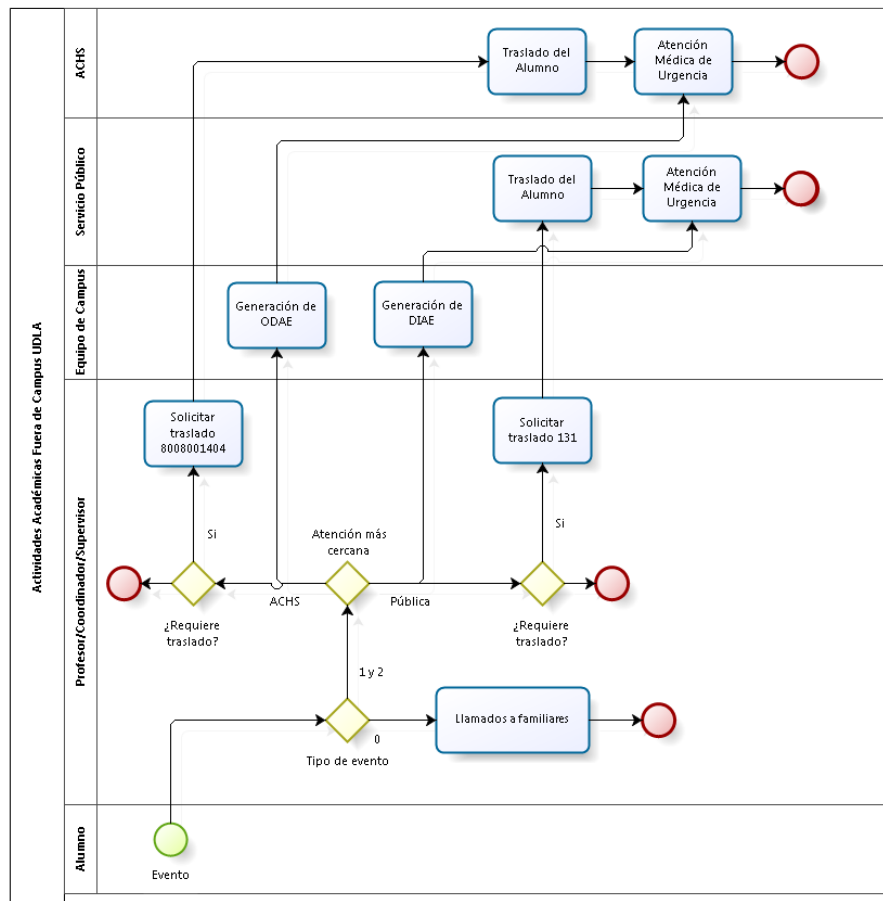 Actividades Académicas Fuera de Campus UDLA
ACHS
Traslado del
Alumno
Atención
Médica de
Urgencia
Servicio Público
Traslado del
Alumno
Atención
Médica de
Urgencia
Equipo de Campus
Generación de
ODAE
Generación de
DIAE
Profesor/Coordinador/Supervisor
Solicitar
traslado
8008001404
Solicitar
traslado 131
Si
Atención más
cercana
Si
ACHS
Pública
¿Requiere
traslado?
¿Requiere
traslado?
1 y 2
Llamados a familiares
0
Tipo de evento
Alumno
Evento